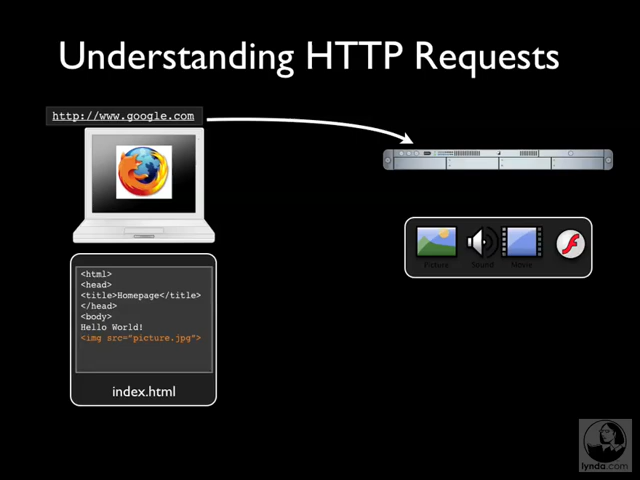 Understanding HTTP Requests
http://www.google.com
Picture
Sound
Movie
<html>
<head>
<title>Homepage</title>
</head>
<body>
Hello World!
<img src="picture.jpg">
index.html
lynda.com